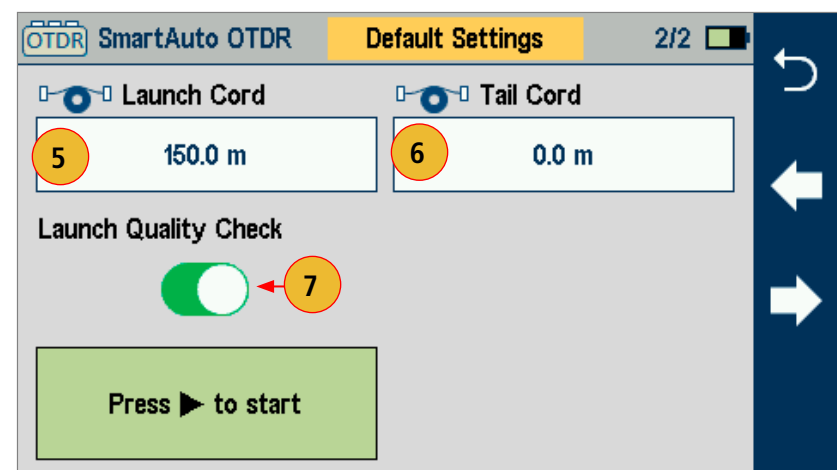 OTDR SmartAuto OTDR Default Settings 2/2
Launch Cord Tail Cord
5 150.0 m 6 0.0 m
Launch Quality Check
7
Press ▶ to start